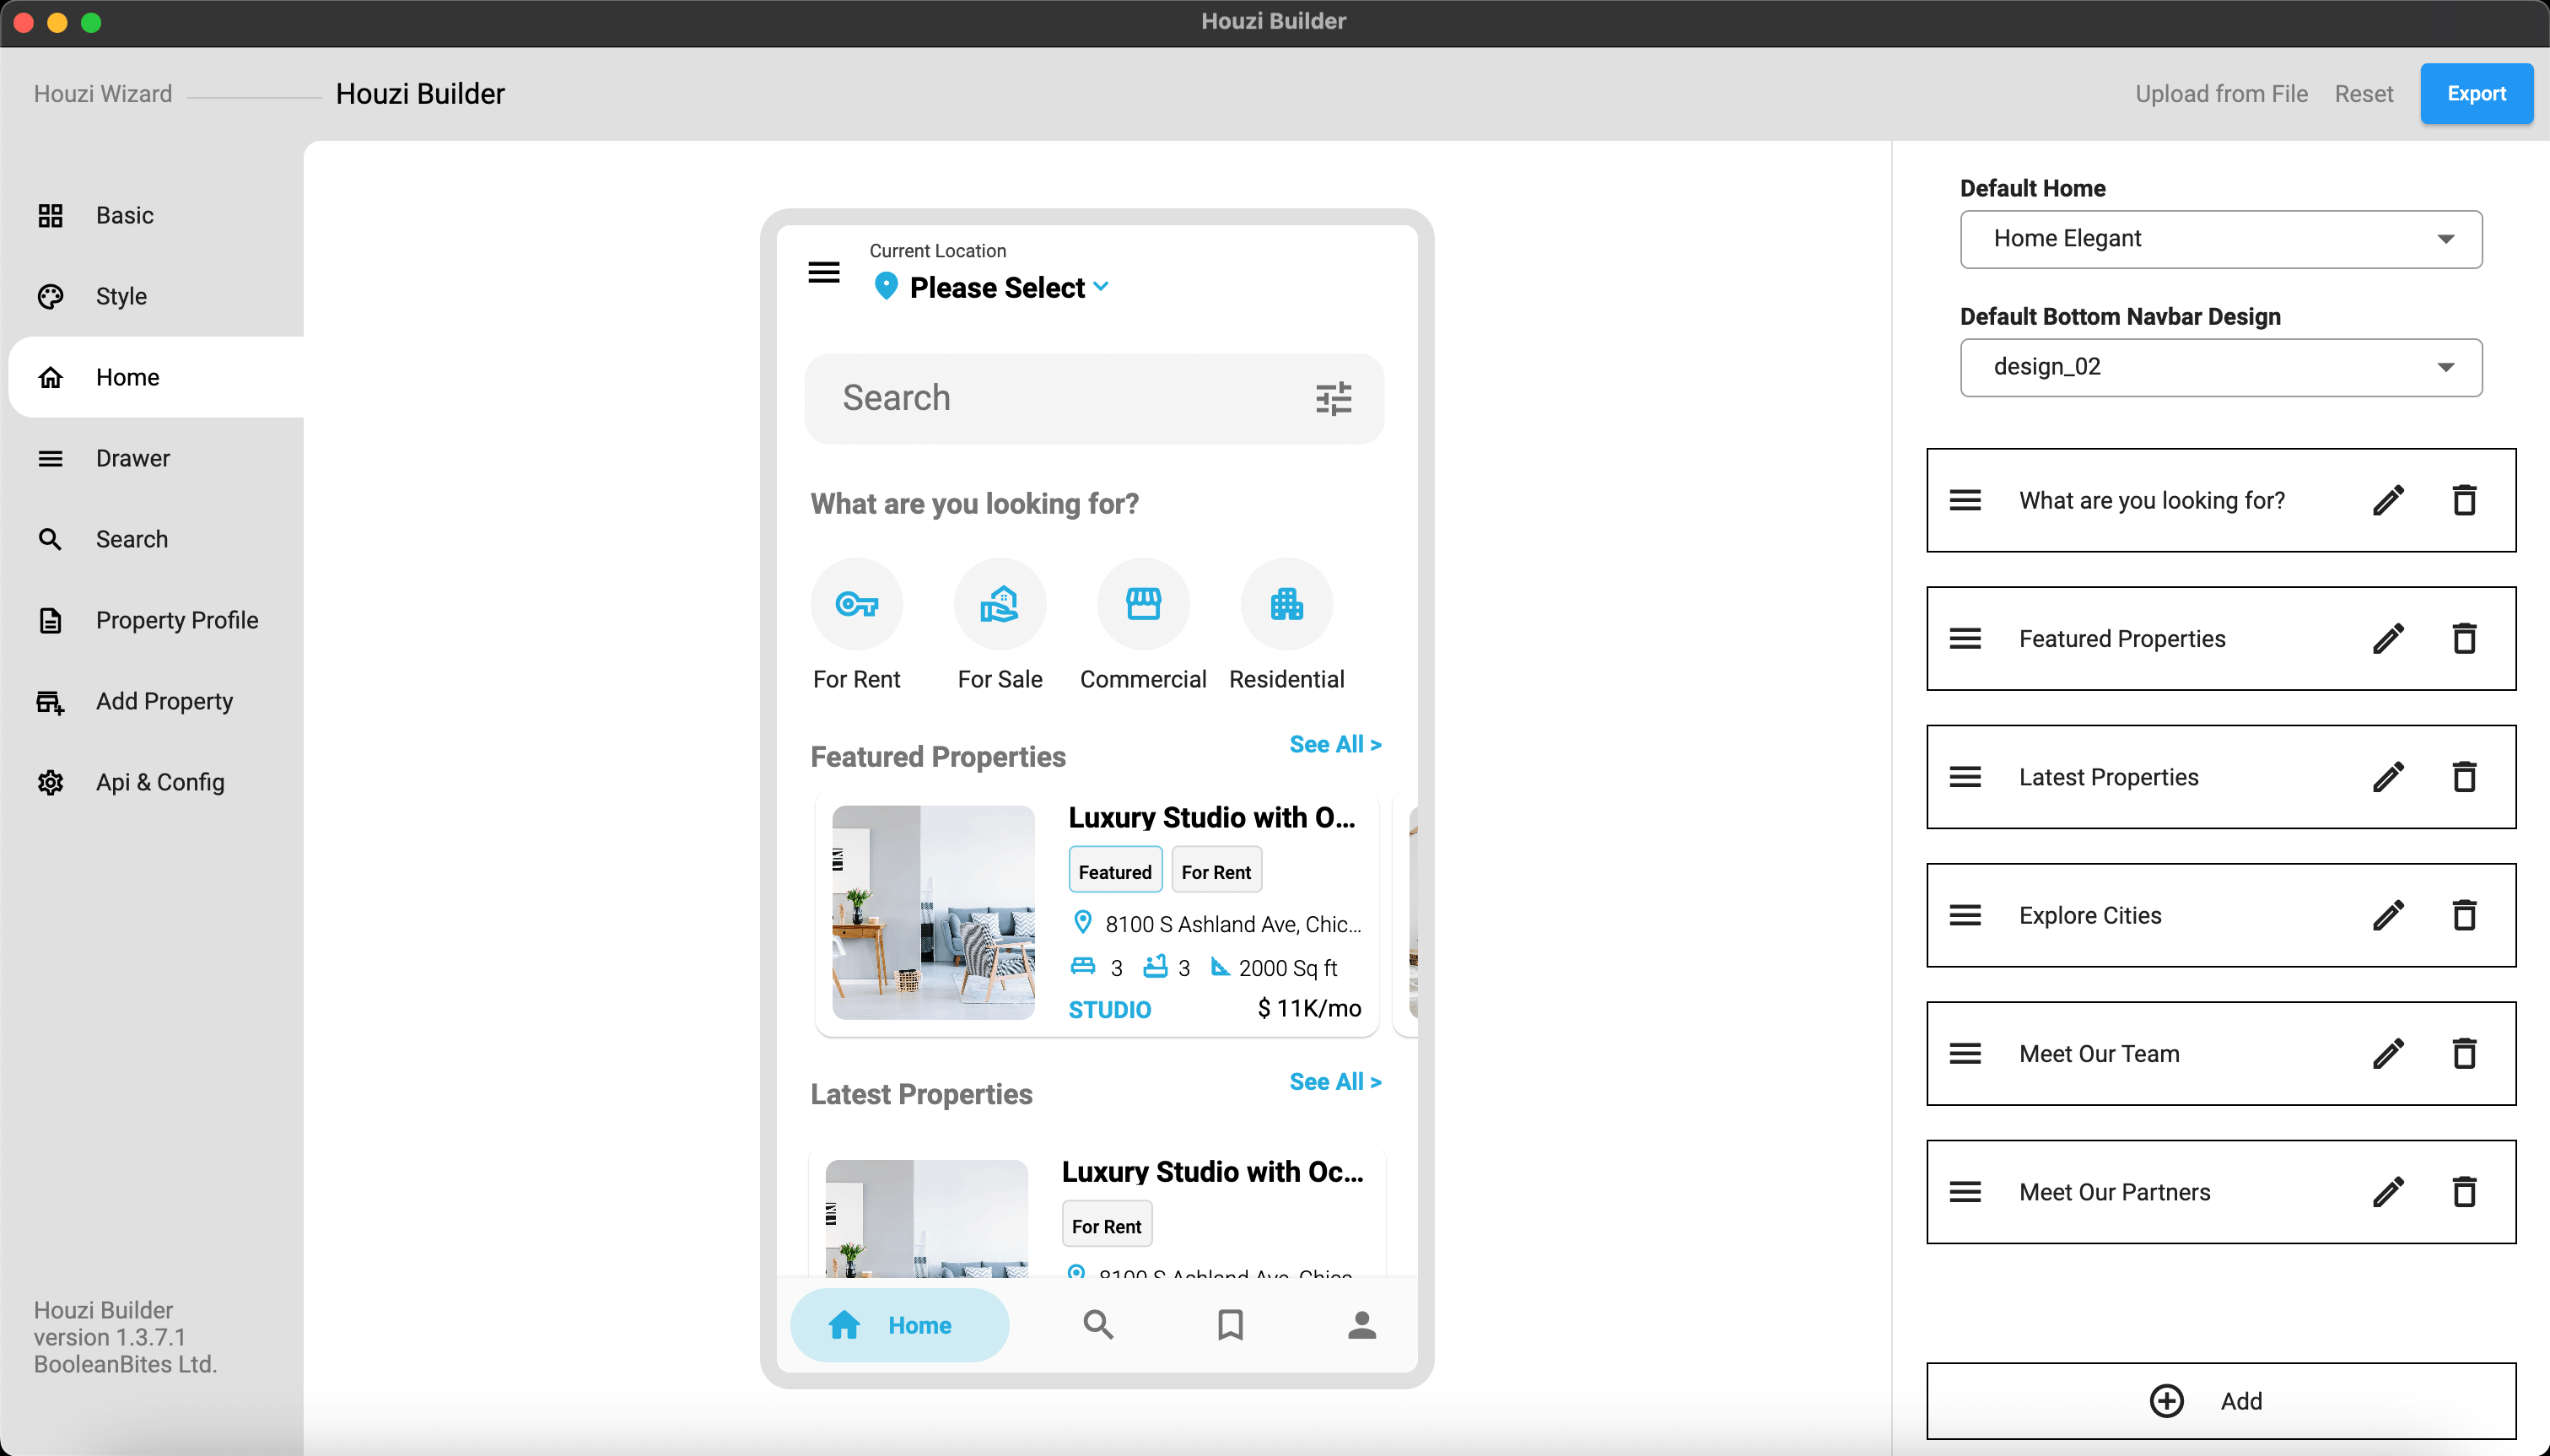 Houzi Builder
Houzi Wizard
Houzi Builder
Upload from File
Reset
Export
Basic
Style
Home
Drawer
Search
Property Profile
Add Property
Api & Config
Houzi Builder
version 1.3.7.1
BooleanBites Ltd.
Current Location
Please Select
Search
What are you looking for?
For Rent
For Sale
Commercial
Residential
Featured Properties
See All >
Luxury Studio with O...
Featured
For Rent
8100 S Ashland Ave, Chic...
3
3
2000 Sq ft
STUDIO
$ 11K/mo
Latest Properties
See All >
Luxury Studio with Oc...
For Rent
8100 S Ashland Ave, Chica...
Home
Default Home
Home Elegant
Default Bottom Navbar Design
design_02
What are you looking for?
Featured Properties
Latest Properties
Explore Cities
Meet Our Team
Meet Our Partners
Add